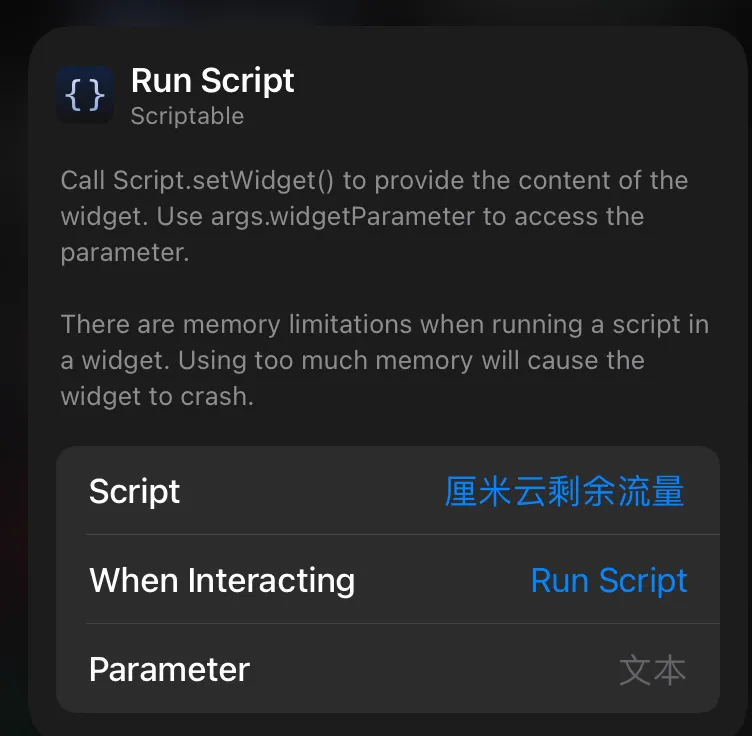 {}
Run Script
Scriptable
Call Script.setWidget() to provide the content of the
widget. Use args.widgetParameter to access the
parameter.
There are memory limitations when running a script in
a widget. Using too much memory will cause the
widget to crash.
Script 厘米云剩余流量
When Interacting Run Script
Parameter 文本